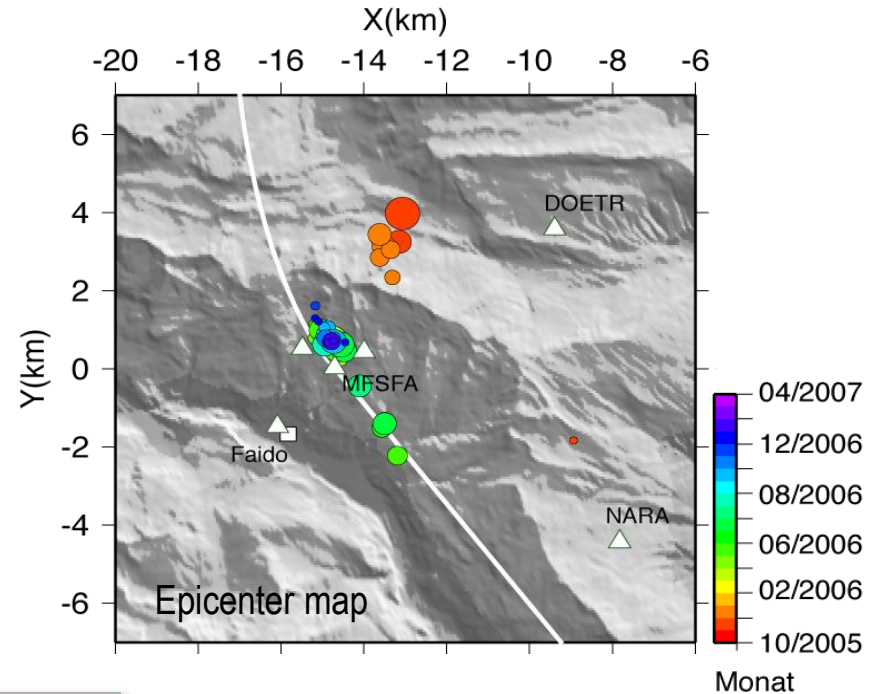 X(km)
-20 -18 -16 -14 -12 -10 -8 -6
6
4
2
0
-2
-4
-6
Y(km)
DOETR
MFSFA
Faido
NARA
Epicenter map
04/2007
12/2006
08/2006
06/2006
02/2006
10/2005
Monat